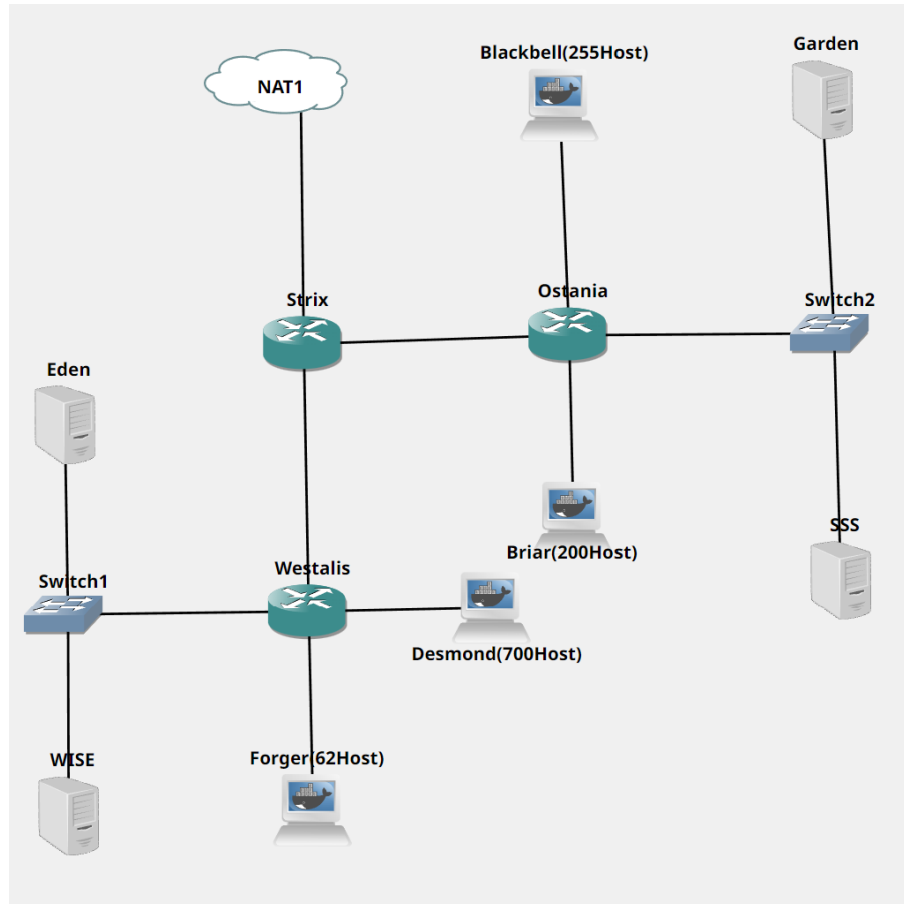 Blackbell(255Host)
Garden
NAT1
Strix
Ostania
Switch2
Eden
Briar(200Host)
SSS
Switch1
Westalis
Desmond(700Host)
WISE
Forger(62Host)